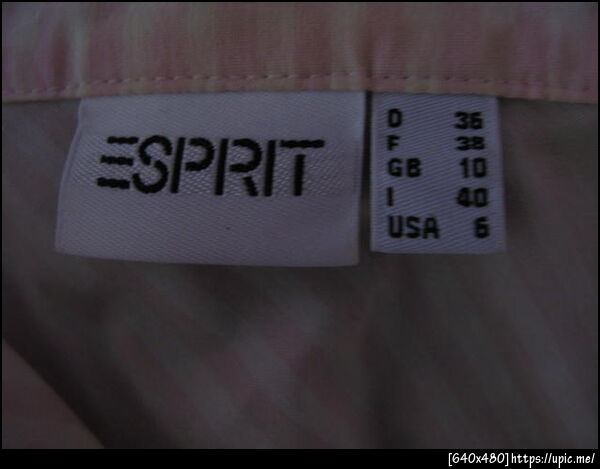 ESPRIT
D 36
F 38
GB 10
I 40
USA 6
[640x480]https://upic.me/